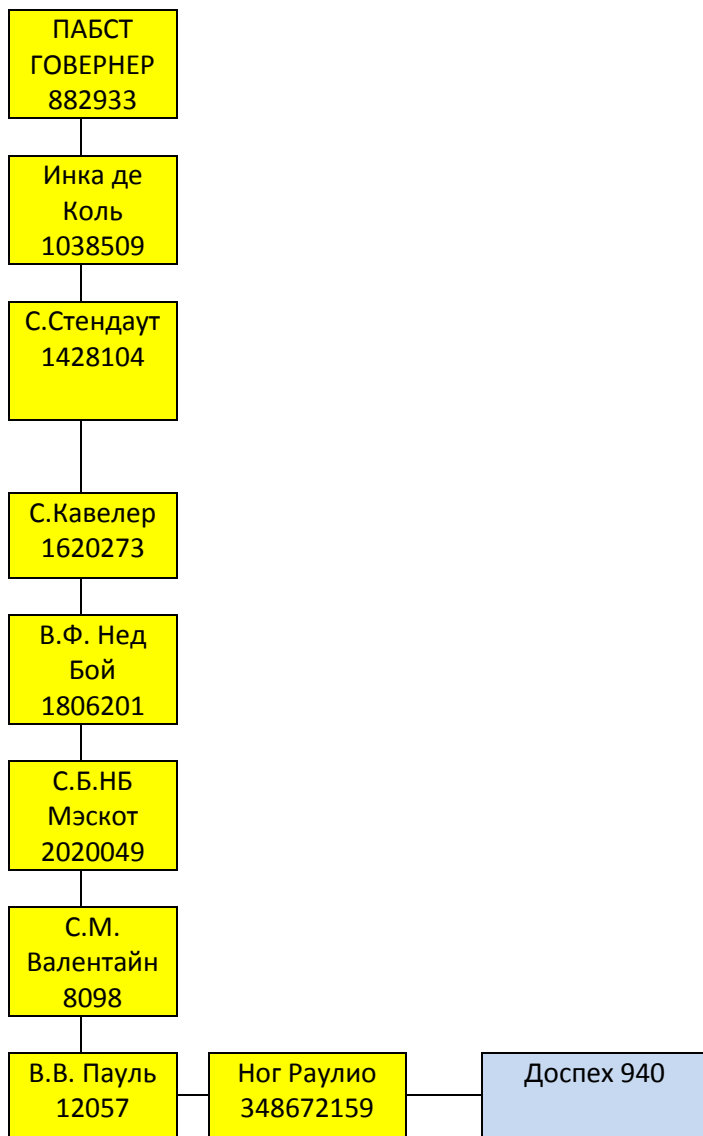 ПАБСТ
ГОВЕРНЕР
882933
Инка де
Коль
1038509
С.Стендаут
1428104
С.Кавелер
1620273
В.Ф. Нед
Бой
1806201
С.Б.НБ
Мэскот
2020049
С.М.
Валентайн
8098
В.В. Пауль
12057
Ног Раулио
348672159
Доспех 940